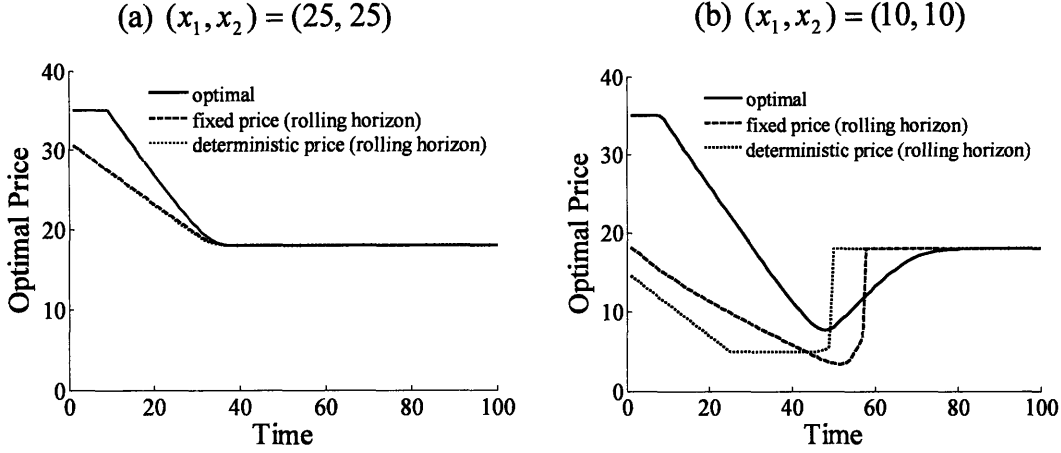 (a) (x₁, x₂) = (25, 25)
40
30
20
10
0
0 20 40 60 80 100
Optimal Price
Time
optimal
fixed price (rolling horizon)
deterministic price (rolling horizon)
(b) (x₁, x₂) = (10, 10)
40
30
20
10
0
0 20 40 60 80 100
Optimal Price
Time
optimal
fixed price (rolling horizon)
deterministic price (rolling horizon)